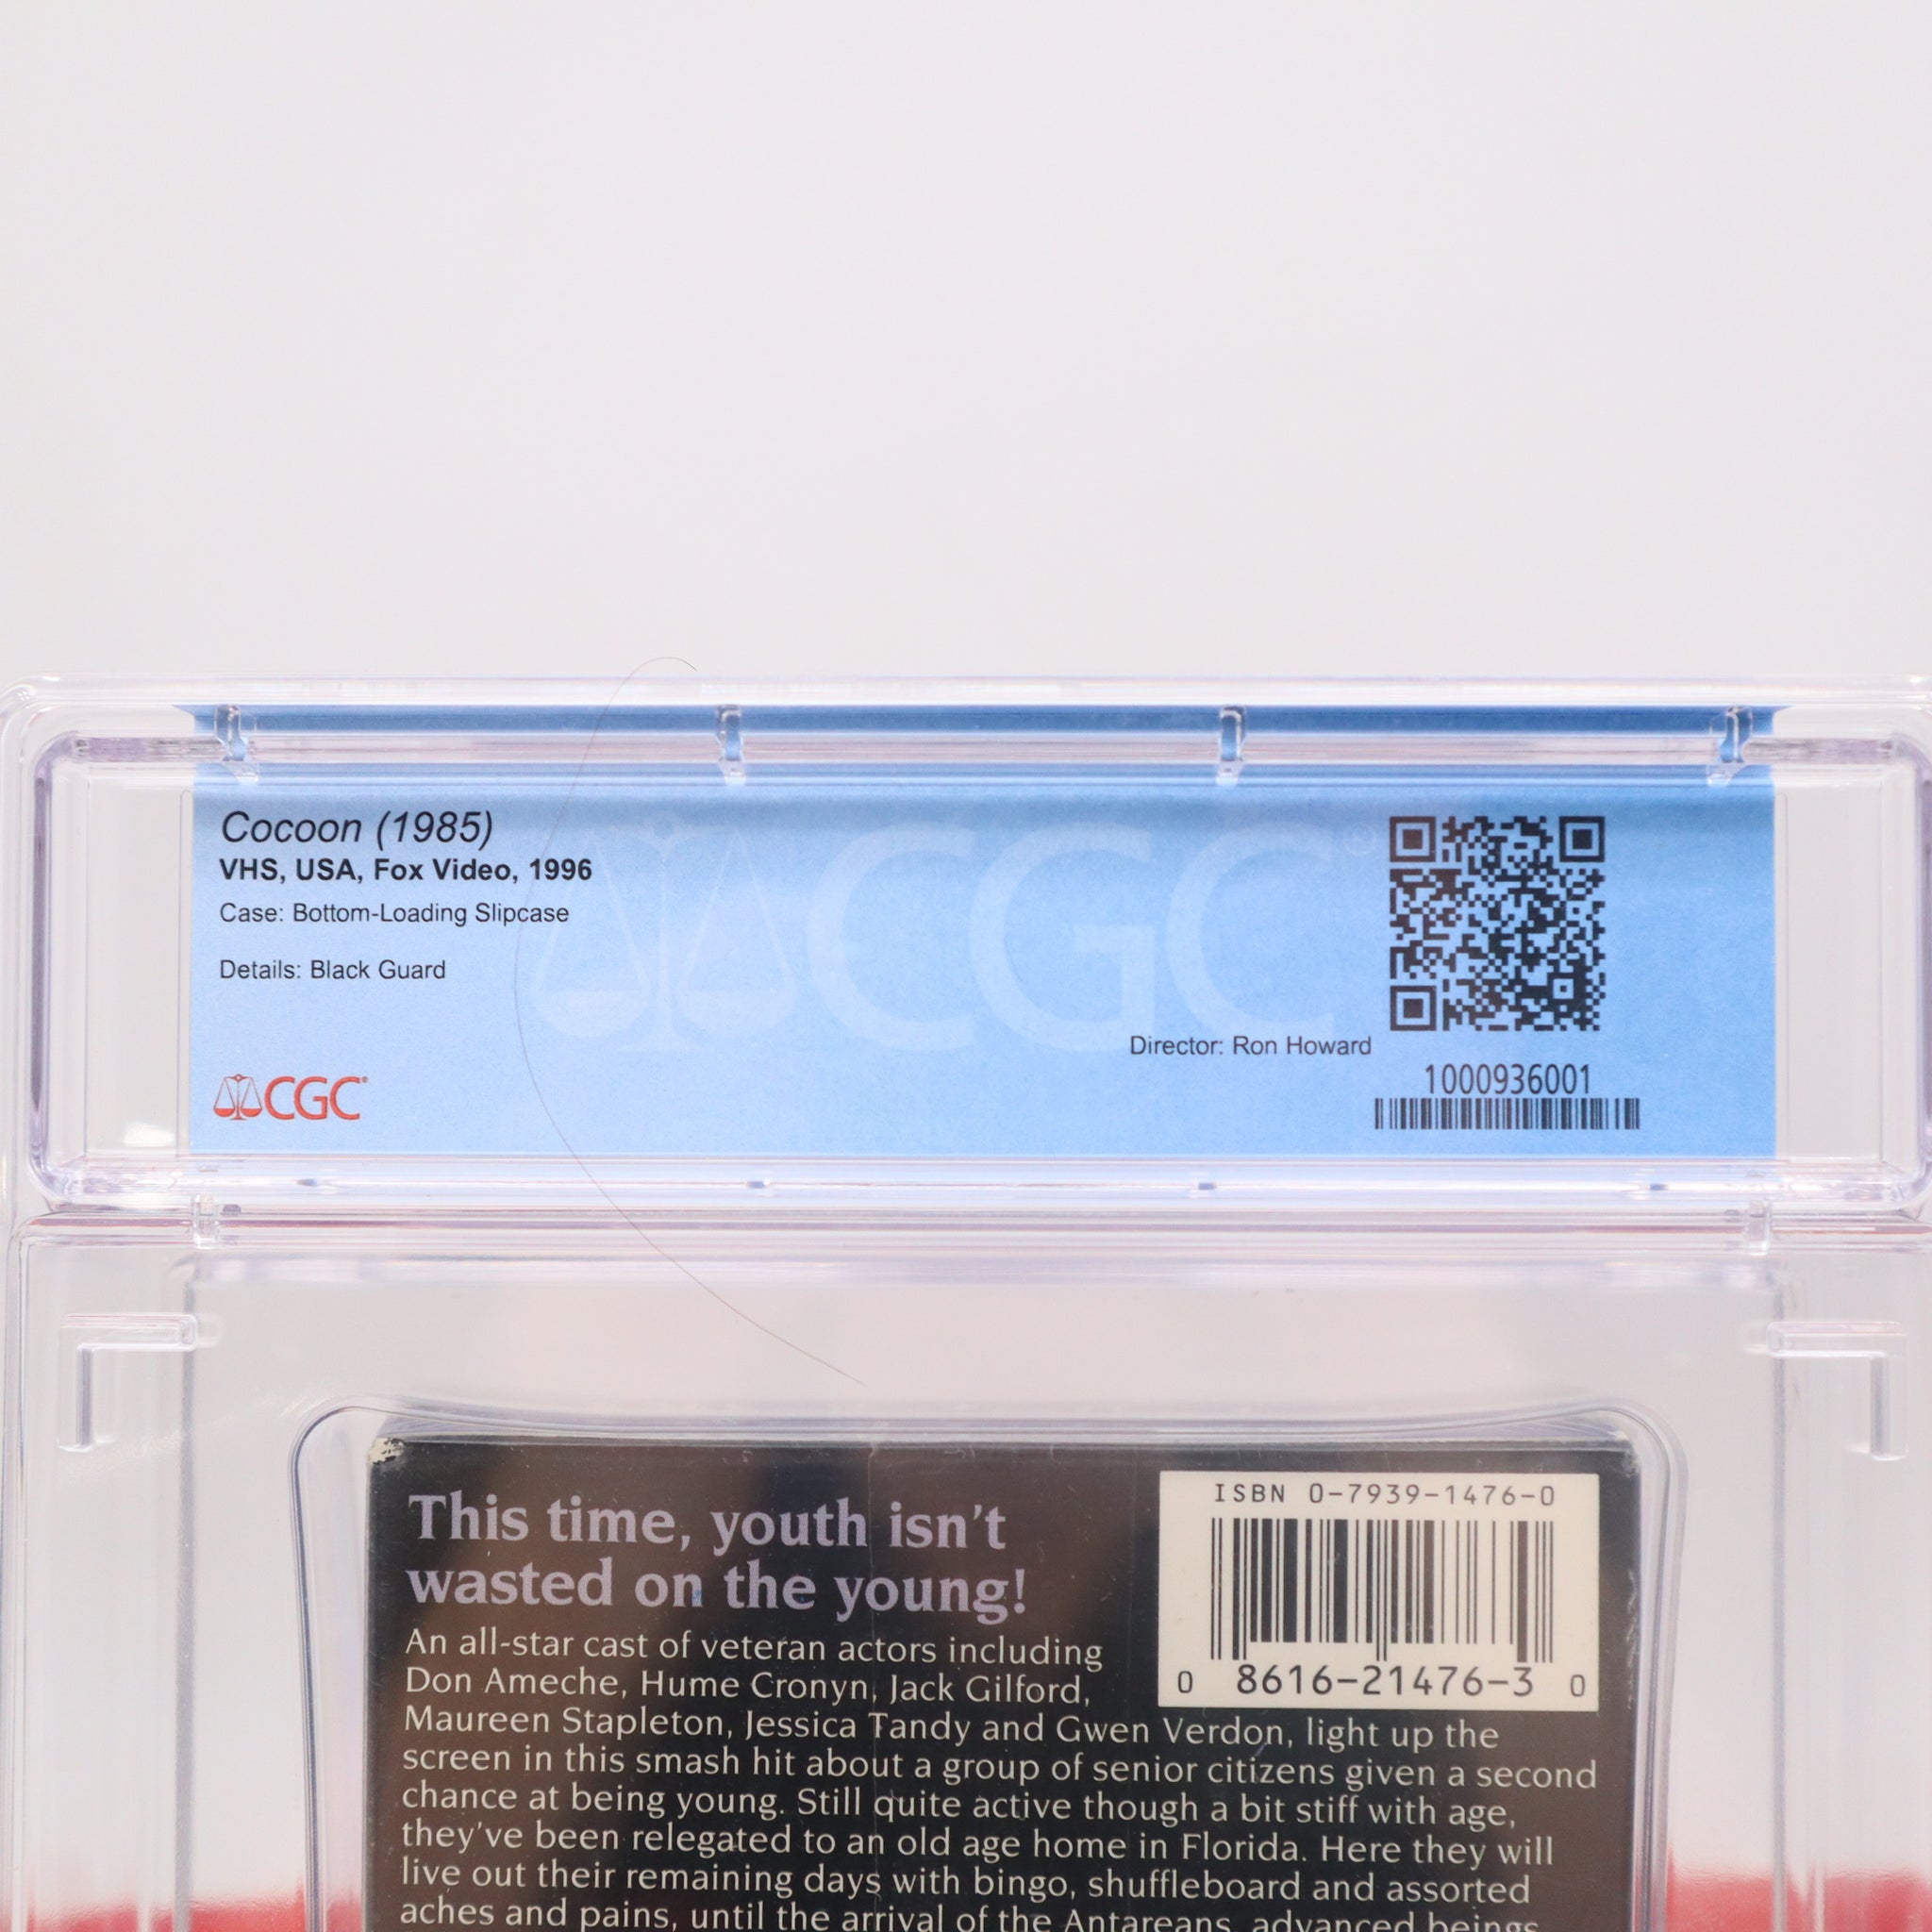 Cocoon (1985)
VHS, USA, Fox Video, 1996
Case: Bottom-Loading Slipcase
Details: Black Guard
CGC®
CGC®
Director: Ron Howard
1000936001
This time, youth isn't
wasted on the young!
ISBN 0-7939-1476-0
0 8616-21476-3 0
An all-star cast of veteran actors including
Don Ameche, Hume Cronyn, Jack Gilford,
Maureen Stapleton, Jessica Tandy and Gwen Verdon, light up the
screen in this smash hit about a group of senior citizens given a second
chance at being young. Still quite active though a bit stiff with age,
they've been relegated to an old age home in Florida. Here they will
live out their remaining days with bingo, shuffleboard and assorted
aches and pains, until the arrival of the Antareans, advanced beings